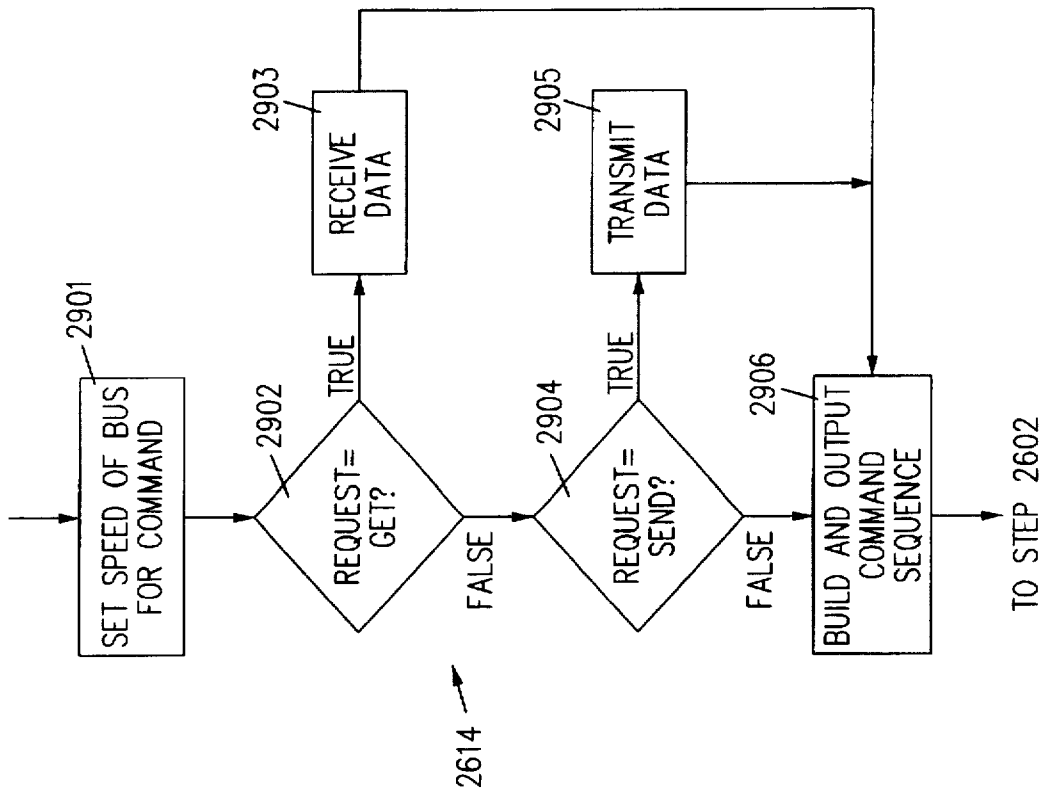 2901
SET SPEED OF BUS
FOR COMMAND
2902
REQUEST=
GET?
TRUE
FALSE
2903
RECEIVE
DATA
2904
REQUEST=
SEND?
TRUE
FALSE
2905
TRANSMIT
DATA
2906
BUILD AND OUTPUT
COMMAND
SEQUENCE
TO STEP 2602
2614